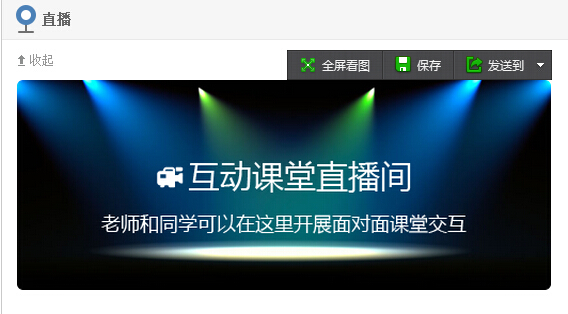 直播
收起
全屏看图 保存 发送到
互动课堂直播间
老师和同学可以在这里开展面对面课堂交互